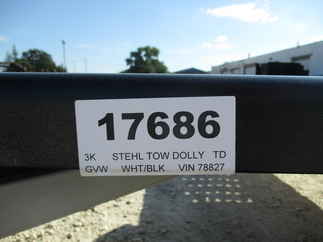 17686
3K STEHL TOW DOLLY TD
GVW WHT/BLK VIN 78827